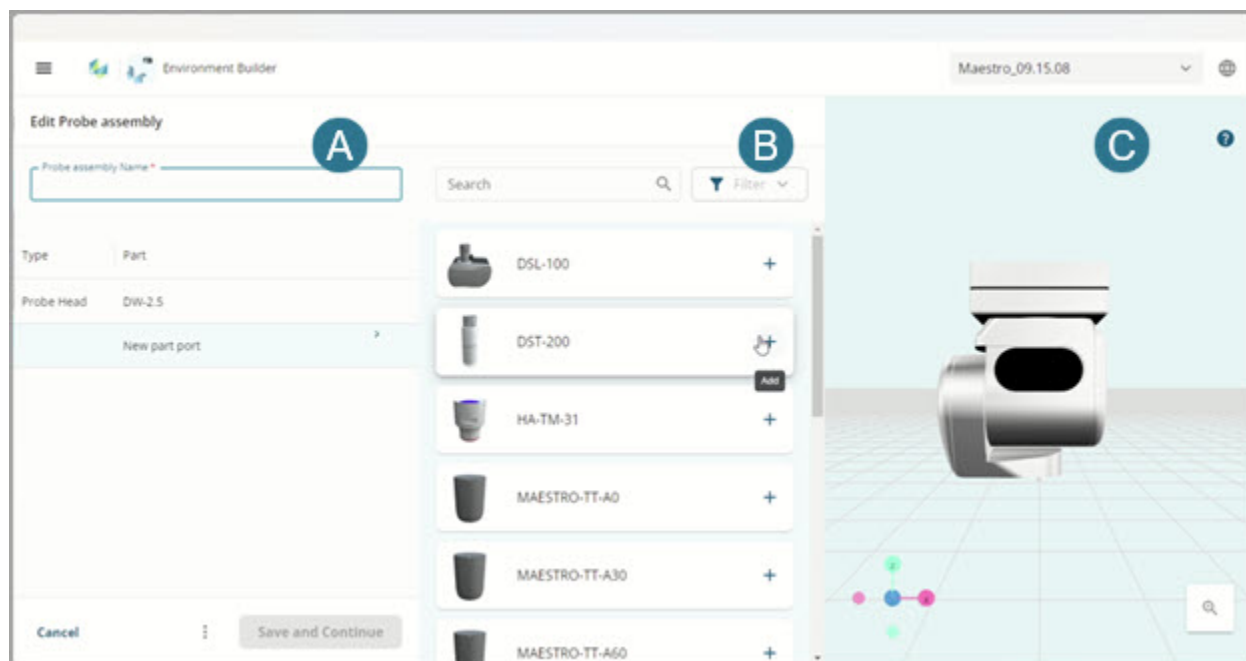 Environment Builder
Maestro_09.15.08
Edit Probe assembly
A
B
C
?
Probe assembly Name *
Search
Filter
Type Part
Probe Head DW-2.5
New part port
DSL-100 +
DST-200 +
Add
HA-TM-31 +
MAESTRO-TT-A0 +
MAESTRO-TT-A30 +
MAESTRO-TT-A60 +
Cancel
Save and Continue